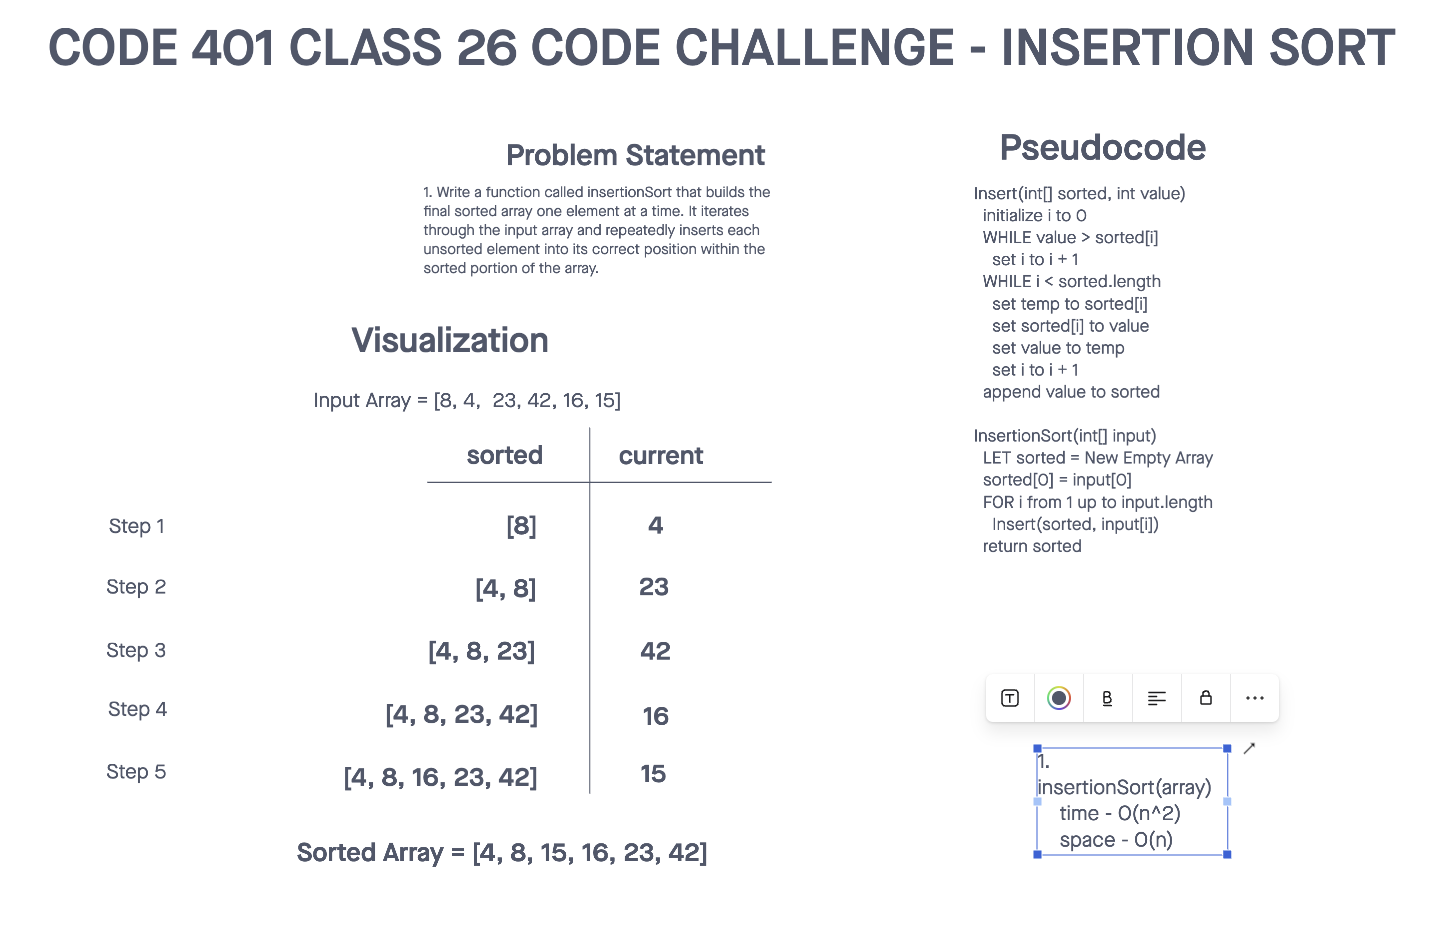 CODE 401 CLASS 26 CODE CHALLENGE - INSERTION SORT
Problem Statement
1. Write a function called insertionSort that builds the
final sorted array one element at a time. It iterates
through the input array and repeatedly inserts each
unsorted element into its correct position within the
sorted portion of the array.
Visualization
Input Array = [8, 4,  23, 42, 16, 15]
sorted current
Step 1 [8] 4
Step 2 [4, 8] 23
Step 3 [4, 8, 23] 42
Step 4 [4, 8, 23, 42] 16
Step 5 [4, 8, 16, 23, 42] 15
Sorted Array = [4, 8, 15, 16, 23, 42]
Pseudocode
Insert(int[] sorted, int value)
initialize i to 0
WHILE value > sorted[i]
set i to i + 1
WHILE i < sorted.length
set temp to sorted[i]
set sorted[i] to value
set value to temp
set i to i + 1
append value to sorted
InsertionSort(int[] input)
LET sorted = New Empty Array
sorted[0] = input[0]
FOR i from 1 up to input.length
Insert(sorted, input[i])
return sorted
T B
1.
insertionSort(array)
time - O(n^2)
space - O(n)